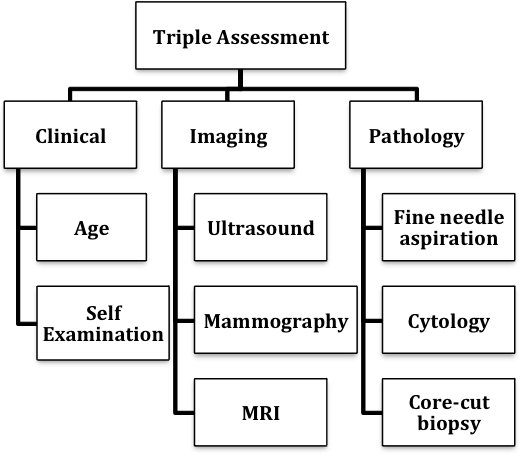 Triple Assessment
Clinical
Imaging
Pathology
Age
Self
Examination
Ultrasound
Mammography
MRI
Fine needle
aspiration
Cytology
Core-cut
biopsy